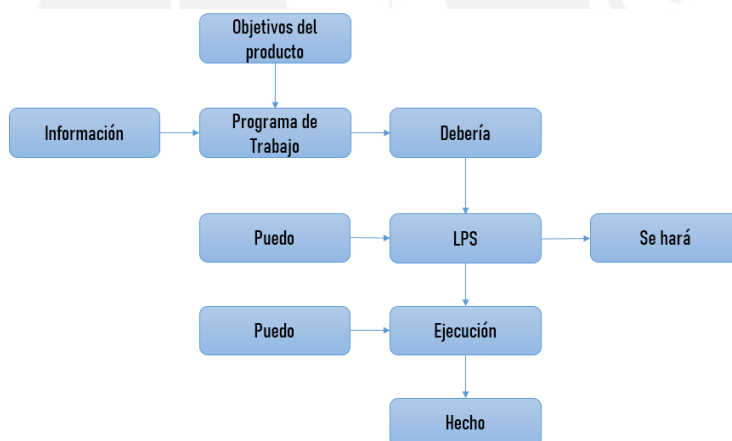 Objetivos del
producto
Información
Programa de
Trabajo
Debería
Puedo
LPS
Se hará
Puedo
Ejecución
Hecho